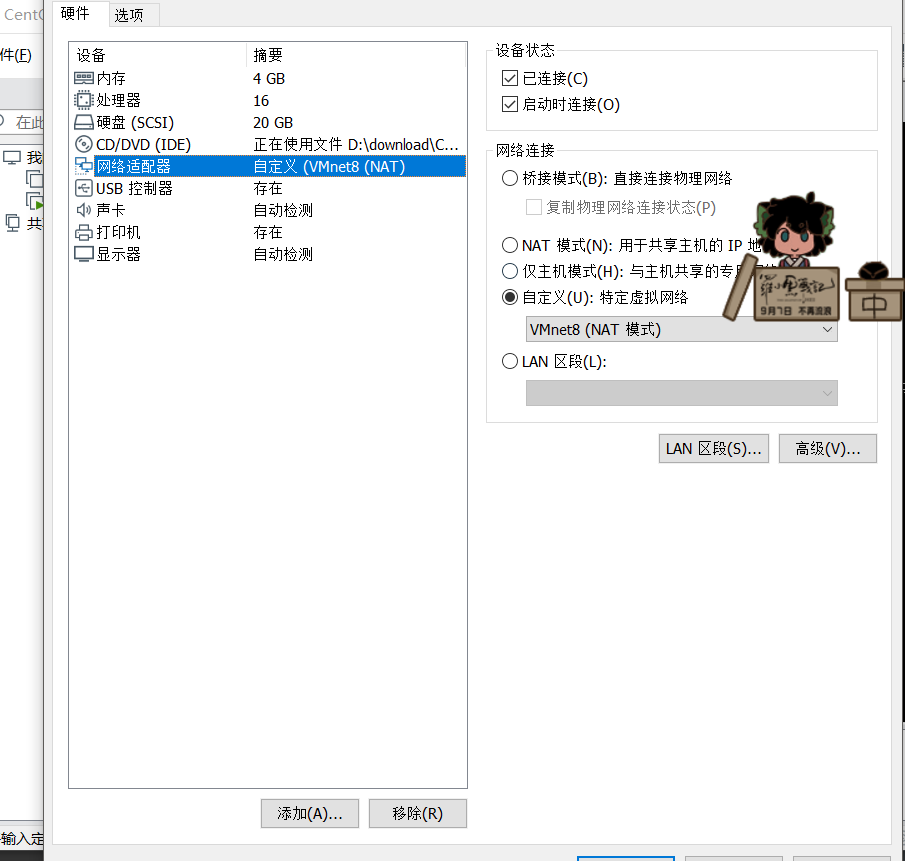 CentO
件(F)
在此
我
共
输入定
硬件
选项
设备
摘要
内存
4 GB
处理器
16
硬盘 (SCSI)
20 GB
CD/DVD (IDE)
正在使用文件 D:\download\C...
网络适配器
自定义 (VMnet8 (NAT)
USB 控制器
存在
声卡
自动检测
打印机
存在
显示器
自动检测
添加(A)...
移除(R)
设备状态
已连接(C)
启动时连接(O)
网络连接
桥接模式(B): 直接连接物理网络
复制物理网络连接状态(P)
NAT 模式(N): 用于共享主机的 IP 地
仅主机模式(H): 与主机共享的专用
自定义(U): 特定虚拟网络
VMnet8 (NAT 模式)
LAN 区段(L):
LAN 区段(S)...
高级(V)...
羅小黑戰記
9月7日 不再流浪
中